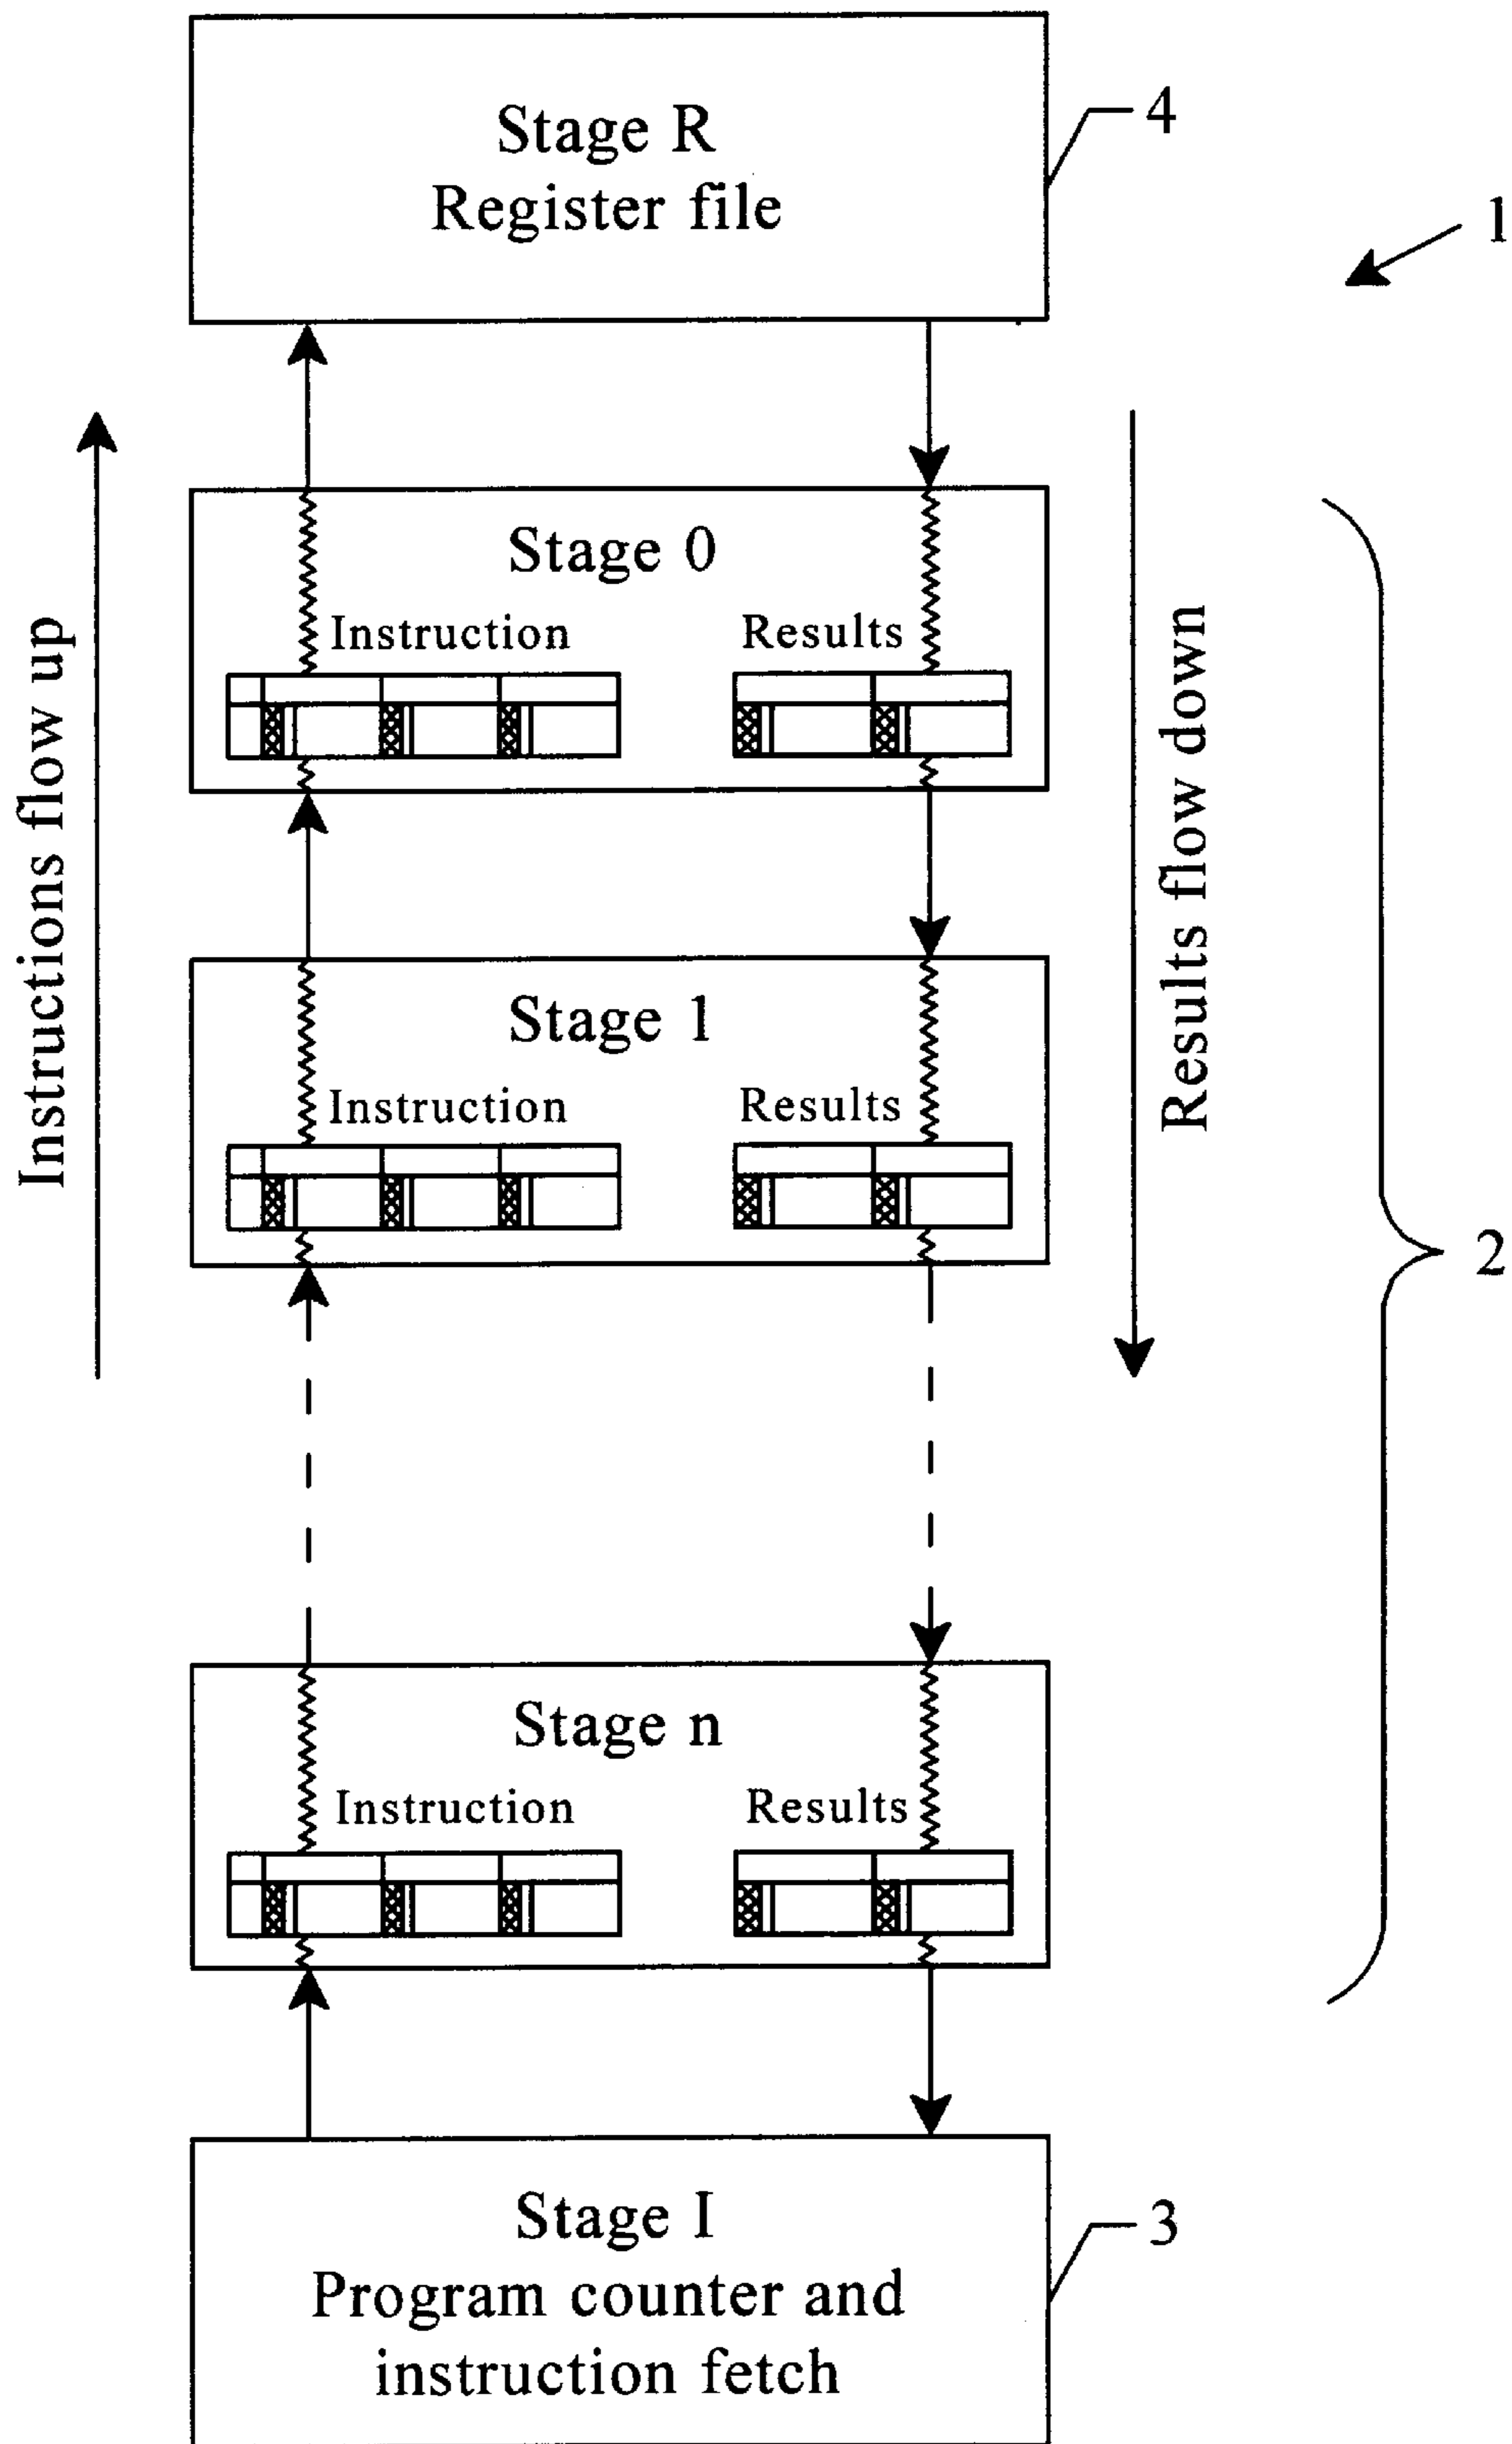 Stage R
Register file
4
1
Instructions flow up
Results flow down
Stage 0
Instruction
Results
Stage 1
Instruction
Results
2
Stage n
Instruction
Results
Stage I
Program counter and
instruction fetch
3